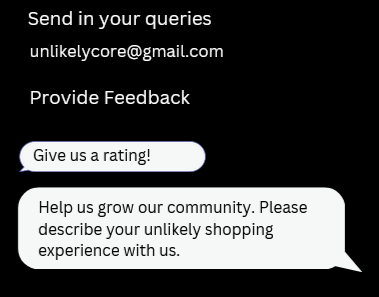 Send in your queries
unlikelycore@gmail.com
Provide Feedback
Give us a rating!
Help us grow our community. Please
describe your unlikely shopping
experience with us.